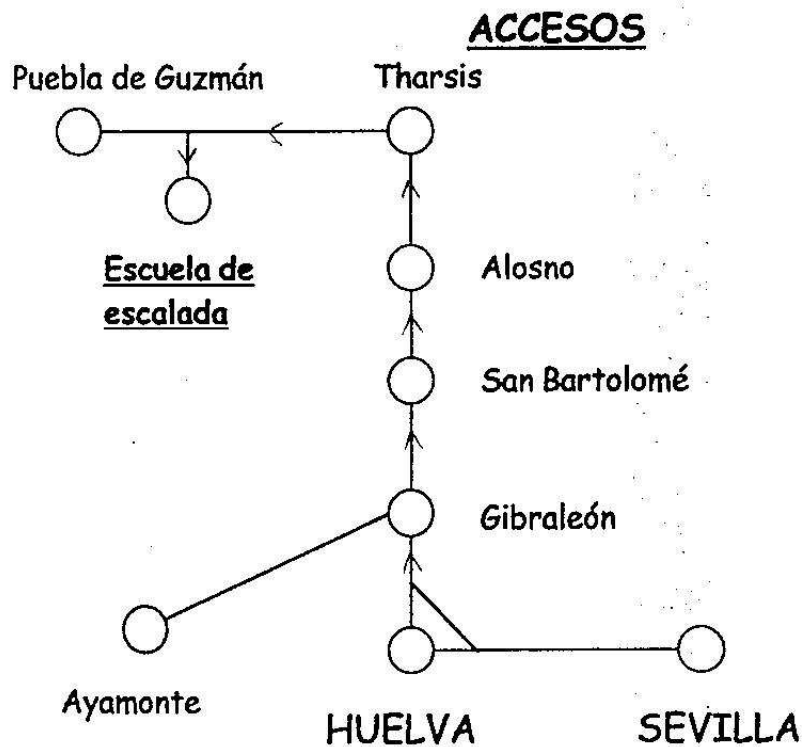 ACCESOS
Puebla de Guzmán
Tharsis
Escuela de
escalada
Alosno
San Bartolomé
Gibraleón
Ayamonte
HUELVA
SEVILLA